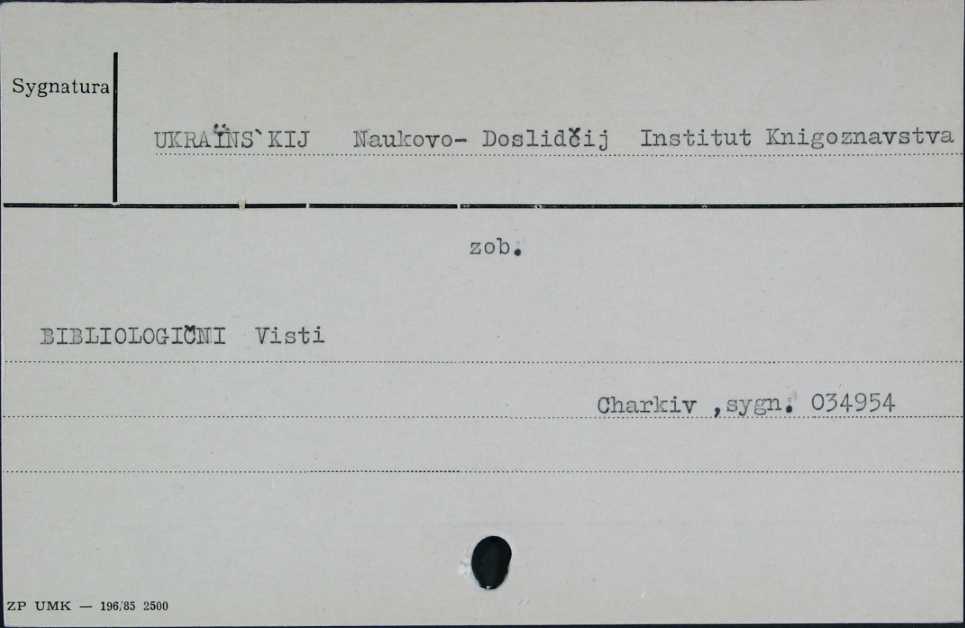 Sygnatura
UKRAÏNS`KIJ Naukovo- Doslidčij Institut Knigoznavstva
zob.
BIBLIOLOGIČNI Visti
Charkiv ,sygn. 034954
ZP UMK — 196/85 2500